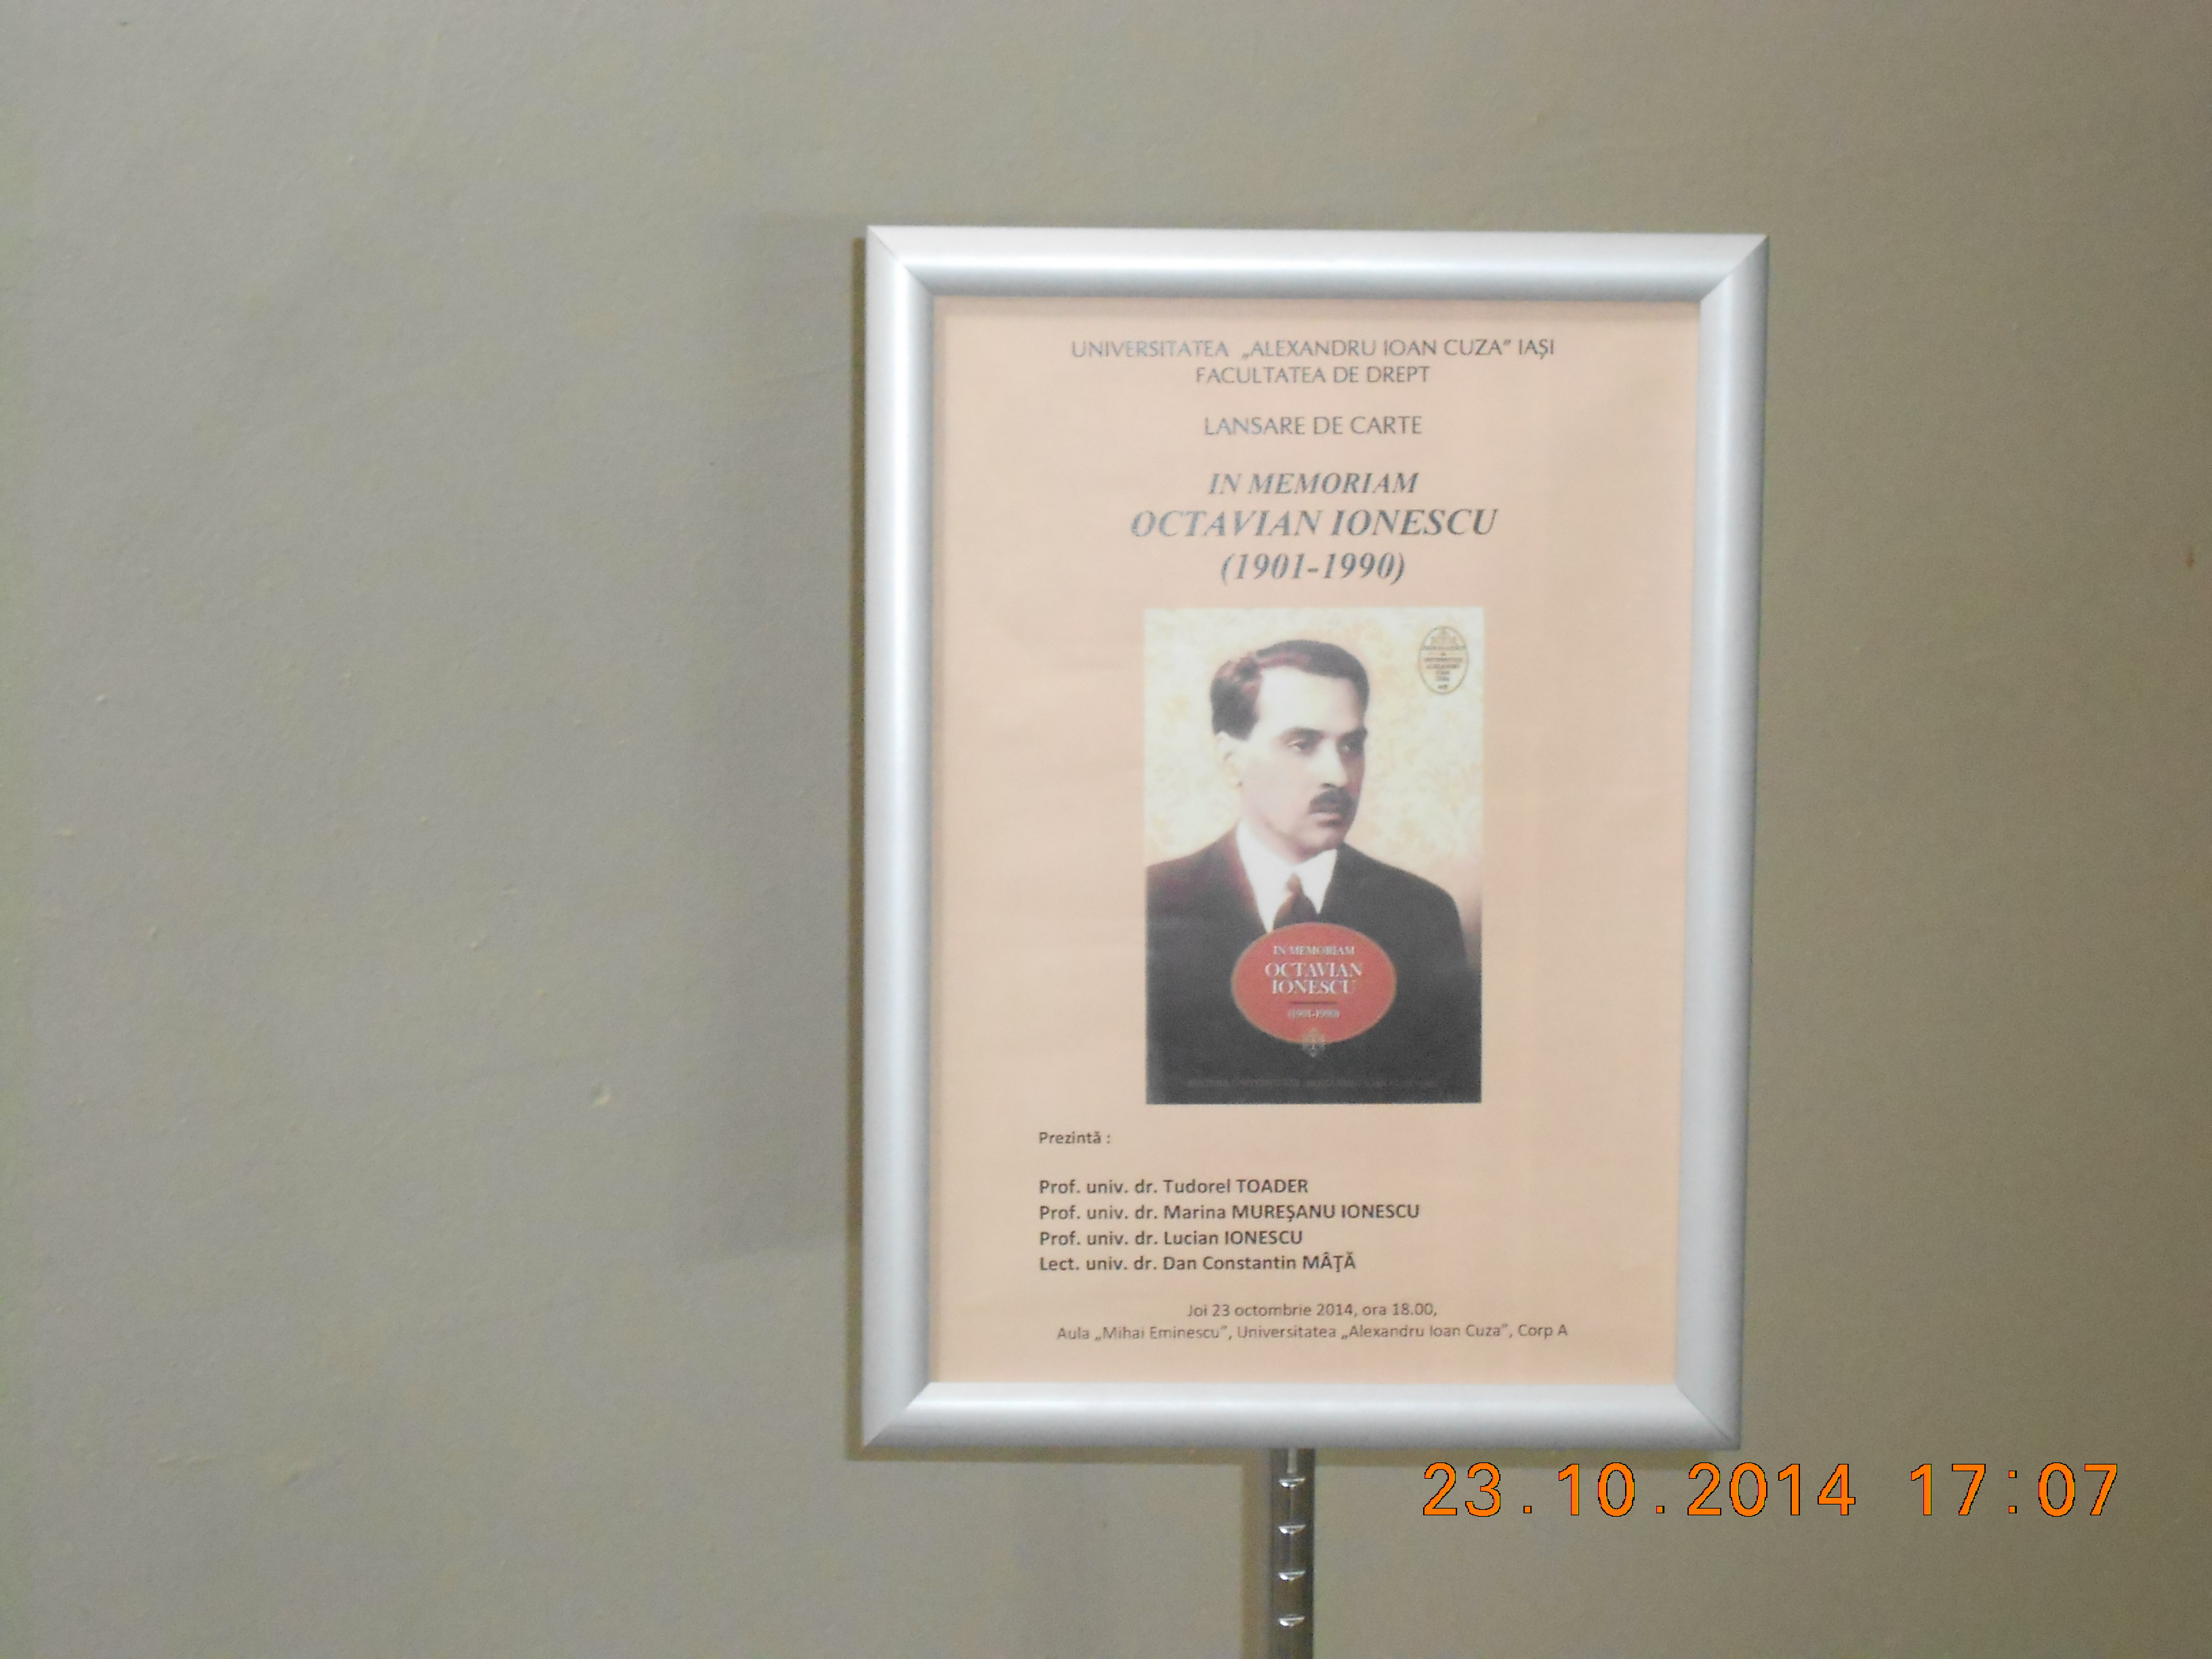 UNIVERSITATEA „ALEXANDRU IOAN CUZA” IAȘI
FACULTATEA DE DREPT
LANSARE DE CARTE
IN MEMORIAM
OCTAVIAN IONESCU
(1901-1990)
IN MEMORIAM
OCTAVIAN
IONESCU
(1901-1990)
Prezintă :
Prof. univ. dr. Tudorel TOADER
Prof. univ. dr. Marina MUREŞANU IONESCU
Prof. univ. dr. Lucian IONESCU
Lect. univ. dr. Dan Constantin MÂŢĂ
Joi 23 octombrie 2014, ora 18.00,
Aula „Mihai Eminescu”, Universitatea „Alexandru Ioan Cuza”, Corp A
23.10.2014 17:07